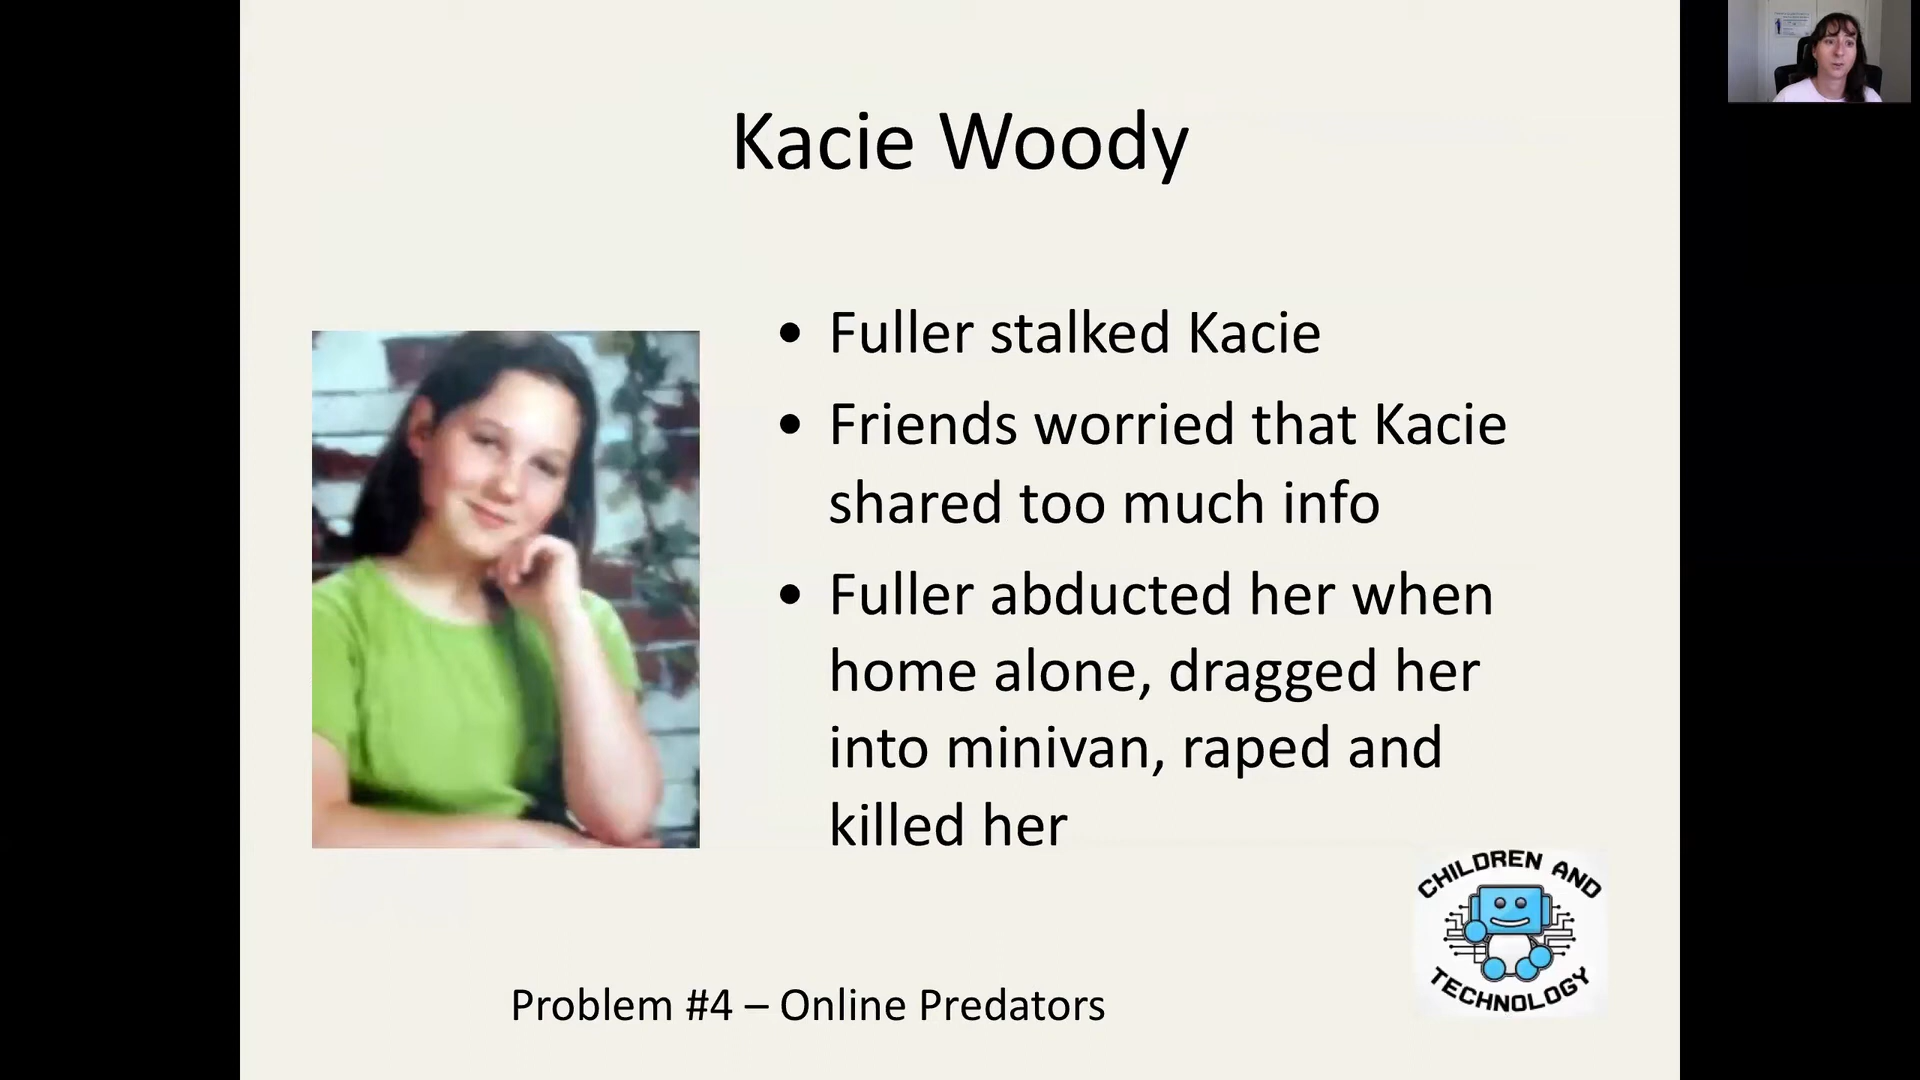 Kacie Woody
• Fuller stalked Kacie
• Friends worried that Kacie
shared too much info
• Fuller abducted her when
home alone, dragged her
into minivan, raped and
killed her
CHILDREN AND
TECHNOLOGY
Problem #4 – Online Predators